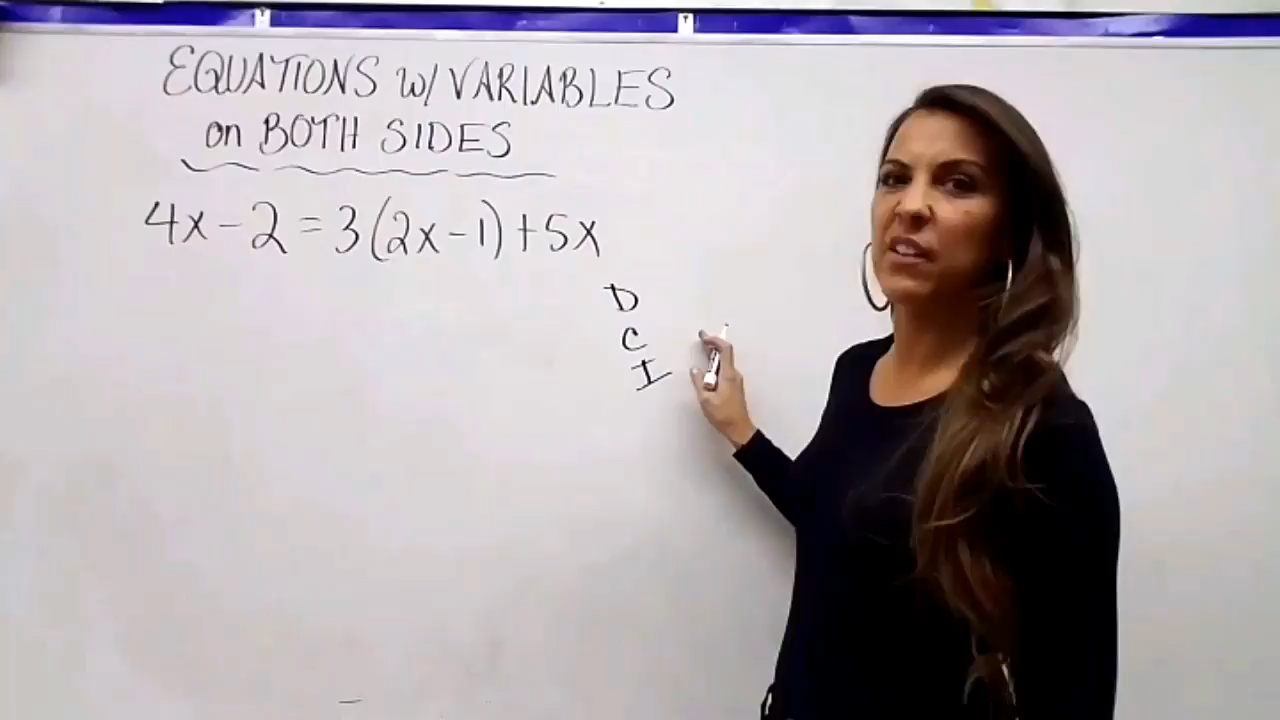 EQUATIONS W/ VARIABLES
on BOTH SIDES
4x - 2 = 3(2x - 1) + 5x
D
C
I